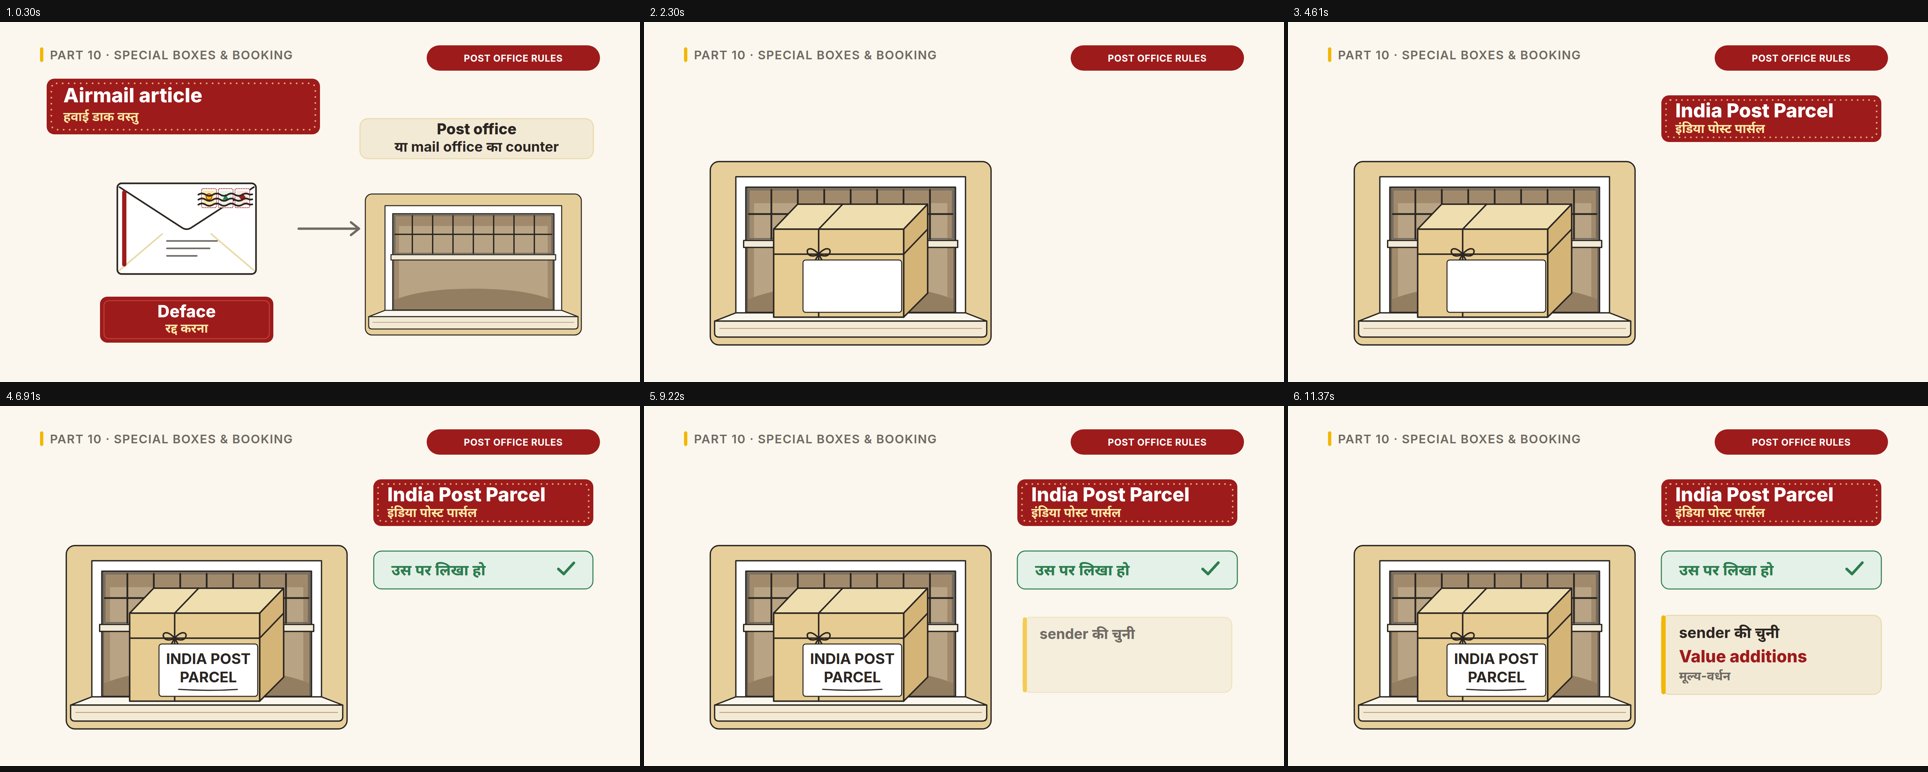 1. 0.30s
PART 10 · SPECIAL BOXES & BOOKING
POST OFFICE RULES
Airmail article
हवाई डाक वस्तु
Post office
या mail office का counter
Deface
रद्द करना
2. 2.30s
PART 10 · SPECIAL BOXES & BOOKING
POST OFFICE RULES
3. 4.61s
PART 10 · SPECIAL BOXES & BOOKING
POST OFFICE RULES
India Post Parcel
इंडिया पोस्ट पार्सल
4. 6.91s
PART 10 · SPECIAL BOXES & BOOKING
POST OFFICE RULES
India Post Parcel
इंडिया पोस्ट पार्सल
उस पर लिखा हो
INDIA POST
PARCEL
5. 9.22s
PART 10 · SPECIAL BOXES & BOOKING
POST OFFICE RULES
India Post Parcel
इंडिया पोस्ट पार्सल
उस पर लिखा हो
sender की चुनी
INDIA POST
PARCEL
6. 11.37s
PART 10 · SPECIAL BOXES & BOOKING
POST OFFICE RULES
India Post Parcel
इंडिया पोस्ट पार्सल
उस पर लिखा हो
sender की चुनी
Value additions
मूल्य-वर्धन
INDIA POST
PARCEL